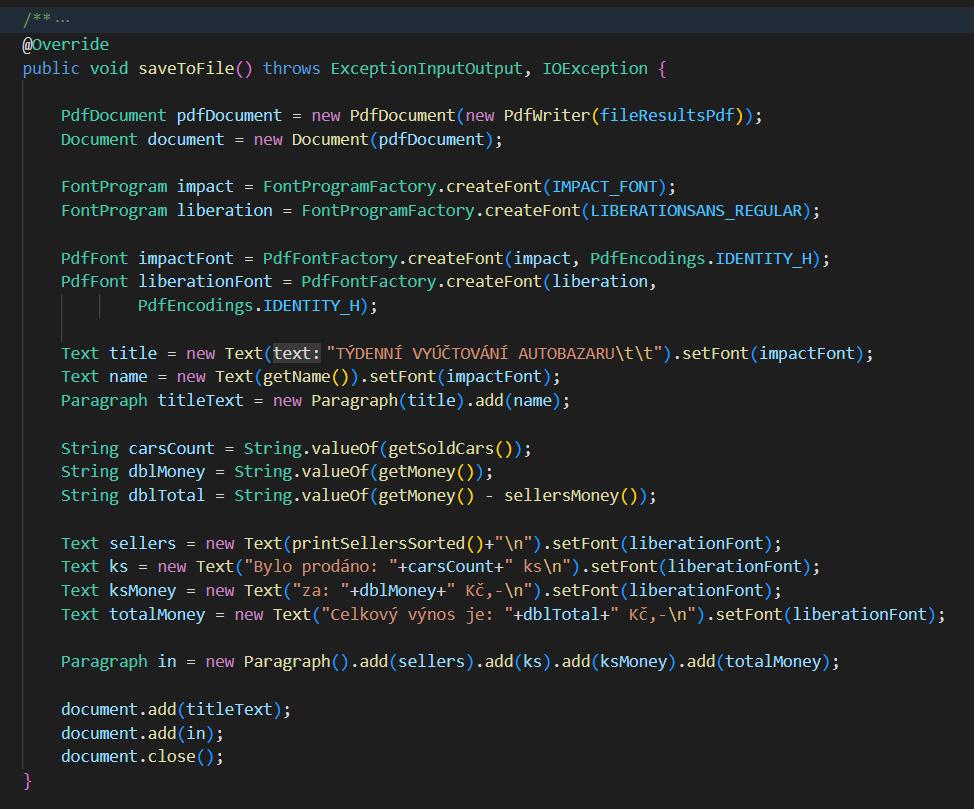 /** ...
@Override
public void saveToFile() throws ExceptionInputOutput, IOException {
PdfDocument pdfDocument = new PdfDocument(new PdfWriter(fileResultsPdf));
Document document = new Document(pdfDocument);
FontProgram impact = FontProgramFactory.createFont(IMPACT_FONT);
FontProgram liberation = FontProgramFactory.createFont(LIBERATIONSANS_REGULAR);
PdfFont impactFont = PdfFontFactory.createFont(impact, PdfEncodings.IDENTITY_H);
PdfFont liberationFont = PdfFontFactory.createFont(liberation,
PdfEncodings.IDENTITY_H);
Text title = new Text(text: "TÝDENNÍ VYÚČTOVÁNÍ AUTOBAZARU\t\t").setFont(impactFont);
Text name = new Text(getName()).setFont(impactFont);
Paragraph titleText = new Paragraph(title).add(name);
String carsCount = String.valueOf(getSoldCars());
String dblMoney = String.valueOf(getMoney());
String dblTotal = String.valueOf(getMoney() - sellersMoney());
Text sellers = new Text(printSellersSorted()+"\n").setFont(liberationFont);
Text ks = new Text("Bylo prodáno: "+carsCount+" ks\n").setFont(liberationFont);
Text ksMoney = new Text("za: "+dblMoney+" Kč,-\n").setFont(liberationFont);
Text totalMoney = new Text("Celkový výnos je: "+dblTotal+" Kč,-\n").setFont(liberationFont);
Paragraph in = new Paragraph().add(sellers).add(ks).add(ksMoney).add(totalMoney);
document.add(titleText);
document.add(in);
document.close();
}